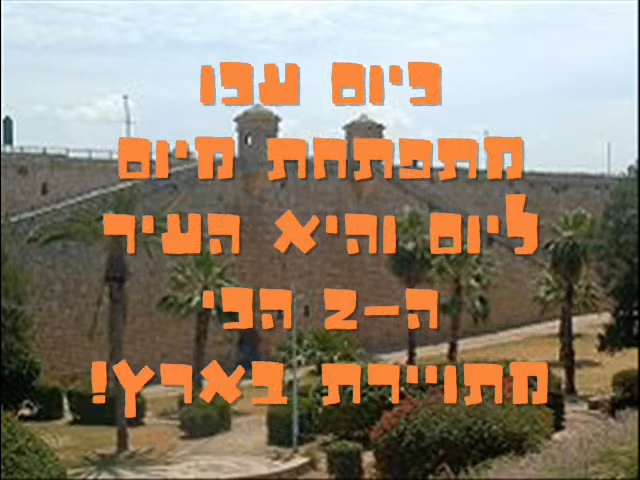 כיום עכו
מתפתחת מיום
ליום והיא העיר
ה-2 הכי
מתויירת בארץ!